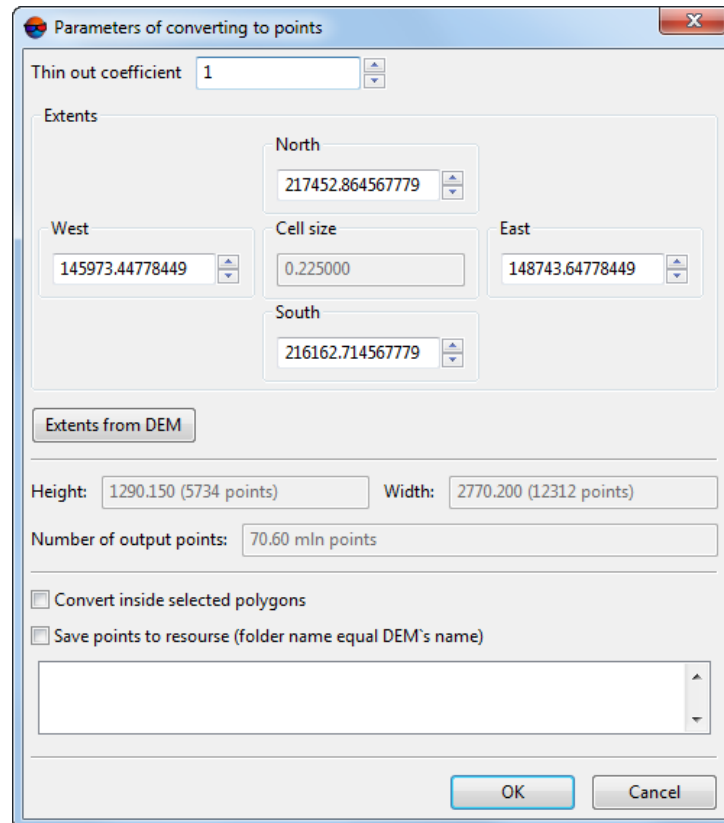 Parameters of converting to points
X
Thin out coefficient 1
Extents
North
217452.864567779
West Cell size East
145973.44778449 0.225000 148743.64778449
South
216162.714567779
Extents from DEM
Height: 1290.150 (5734 points) Width: 2770.200 (12312 points)
Number of output points: 70.60 mln points
Convert inside selected polygons
Save points to resourse (folder name equal DEM`s name)
OK Cancel